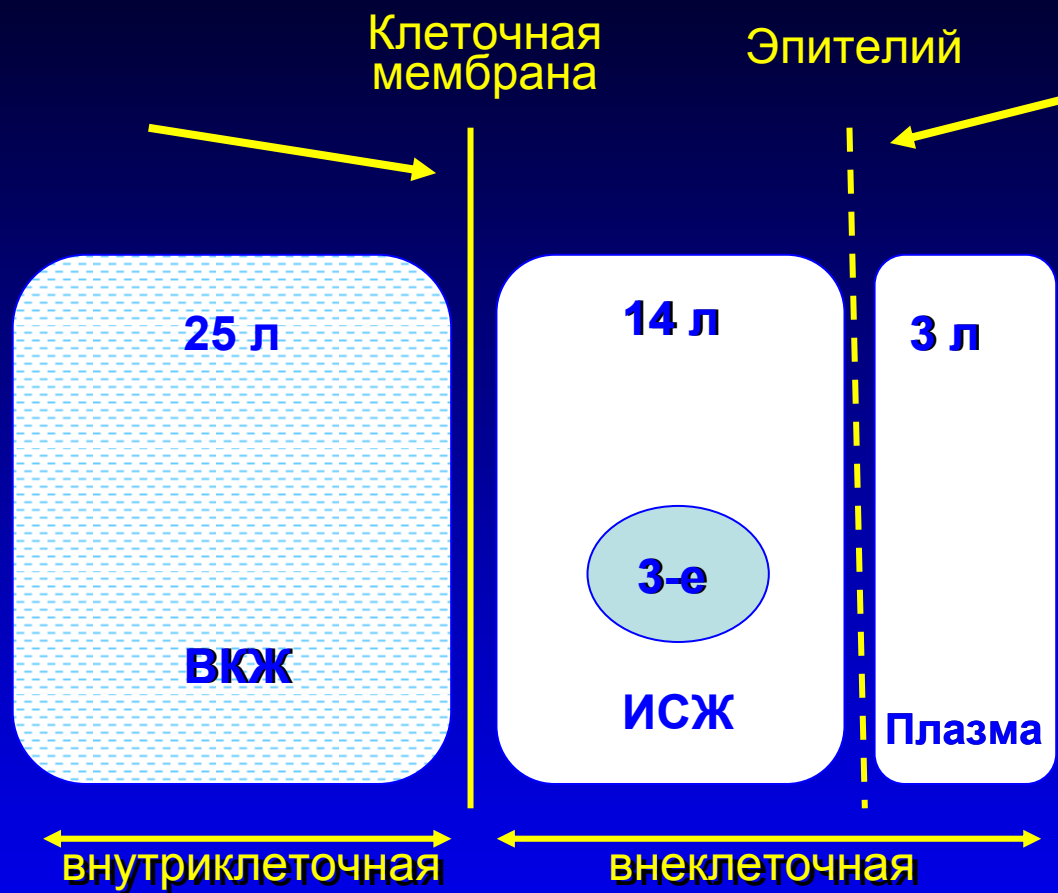 Клеточная
мембрана
Эпителий
25 л
14 л
3 л
3-е
ВКЖ
ИСЖ
Плазма
внутриклеточная
внеклеточная